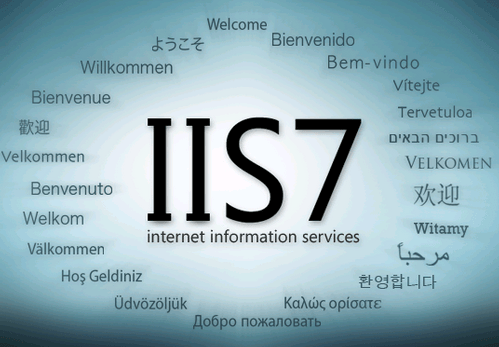 Welcome
ようこそ
Bienvenido
Willkommen
Bem-vindo
Vítejte
Bienvenue
Tervetuloa
歡迎
ברוכים הבאים
Velkommen
VELKOMEN
IIS7
Benvenuto
欢迎
Welkom
Witamy
internet information services
Välkommen
مرحباً
Hoş Geldiniz
환영합니다
Üdvözöljük
Καλώς ορίσατε
Добро пожаловать